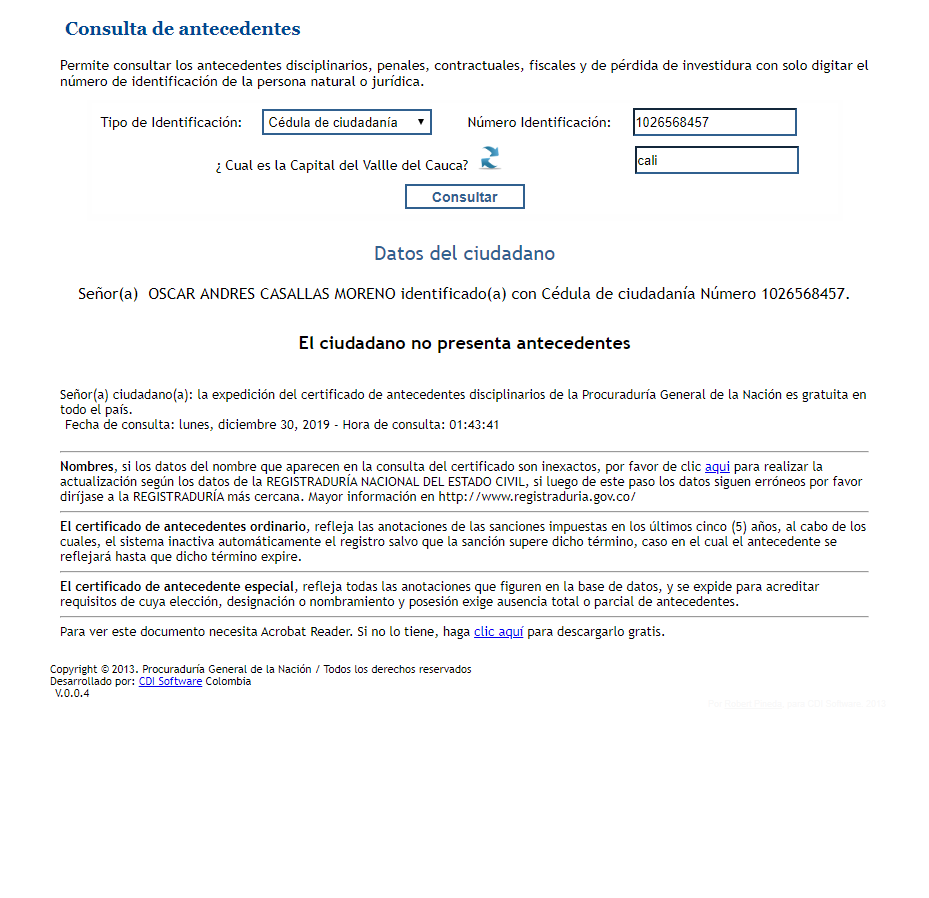 Consulta de antecedentes
Permite consultar los antecedentes disciplinarios, penales, contractuales, fiscales y de pérdida de investidura con solo digitar el
número de identificación de la persona natural o jurídica.
Tipo de Identificación: Cédula de ciudadanía Número Identificación: 1026568457
¿ Cual es la Capital del Vallle del Cauca? cali
Consultar
Datos del ciudadano
Señor(a) OSCAR ANDRES CASALLAS MORENO identificado(a) con Cédula de ciudadanía Número 1026568457.
El ciudadano no presenta antecedentes
Señor(a) ciudadano(a): la expedición del certificado de antecedentes disciplinarios de la Procuraduría General de la Nación es gratuita en
todo el país.
Fecha de consulta: lunes, diciembre 30, 2019 - Hora de consulta: 01:43:41
Nombres, si los datos del nombre que aparecen en la consulta del certificado son inexactos, por favor de clic aqui para realizar la
actualización según los datos de la REGISTRADURÍA NACIONAL DEL ESTADO CIVIL, si luego de este paso los datos siguen erróneos por favor
diríjase a la REGISTRADURÍA más cercana. Mayor información en http://www.registraduria.gov.co/
El certificado de antecedentes ordinario, refleja las anotaciones de las sanciones impuestas en los últimos cinco (5) años, al cabo de los
cuales, el sistema inactiva automáticamente el registro salvo que la sanción supere dicho término, caso en el cual el antecedente se
reflejará hasta que dicho término expire.
El certificado de antecedente especial, refleja todas las anotaciones que figuren en la base de datos, y se expide para acreditar
requisitos de cuya elección, designación o nombramiento y posesión exige ausencia total o parcial de antecedentes.
Para ver este documento necesita Acrobat Reader. Si no lo tiene, haga clic aquí para descargarlo gratis.
Copyright © 2013. Procuraduría General de la Nación / Todos los derechos reservados
Desarrollado por: CDI Software Colombia
V.0.0.4